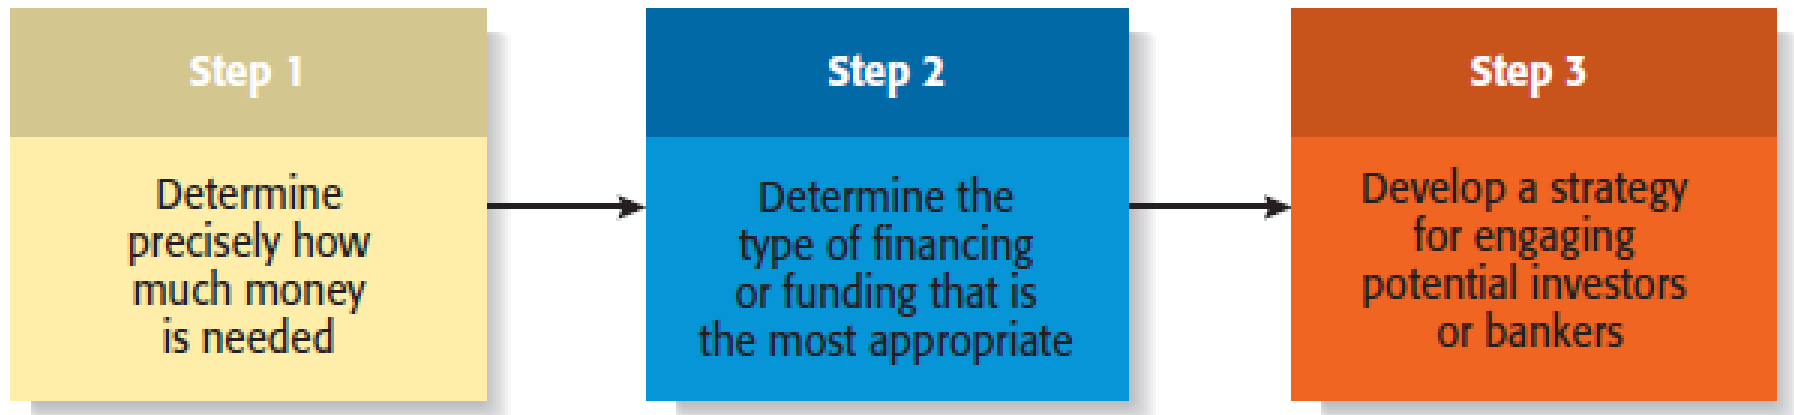 Step 1
Determine
precisely how
much money
is needed
Step 2
Determine the
type of financing
or funding that is
the most appropriate
Step 3
Develop a strategy
for engaging
potential investors
or bankers